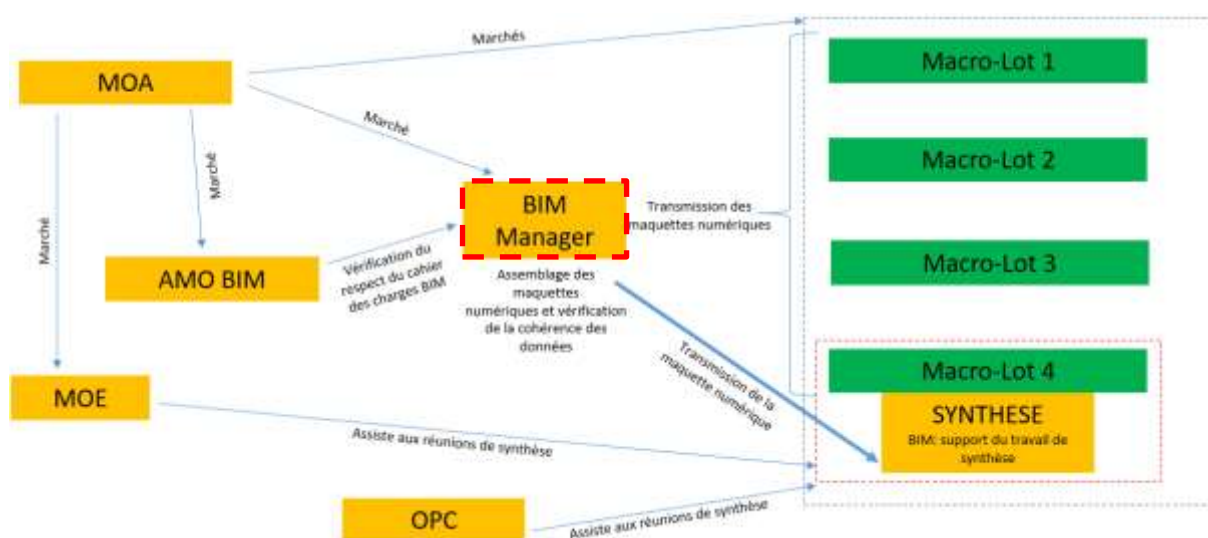 Marchés
MOA
Macro-Lot 1
Marché
Marché
Marché
Macro-Lot 2
BIM
Manager
Transmission des
maquettes numériques
AMO BIM
Vérification du
respect du cahier
des charges BIM
Macro-Lot 3
Assemblage des
maquettes
numériques et vérification
de la cohérence des
données
Transmission de la
maquette numérique
Macro-Lot 4
MOE
SYNTHESE
BIM: support du travail de
synthèse
Assiste aux réunions de synthèse
OPC
Assiste aux réunions de synthèse